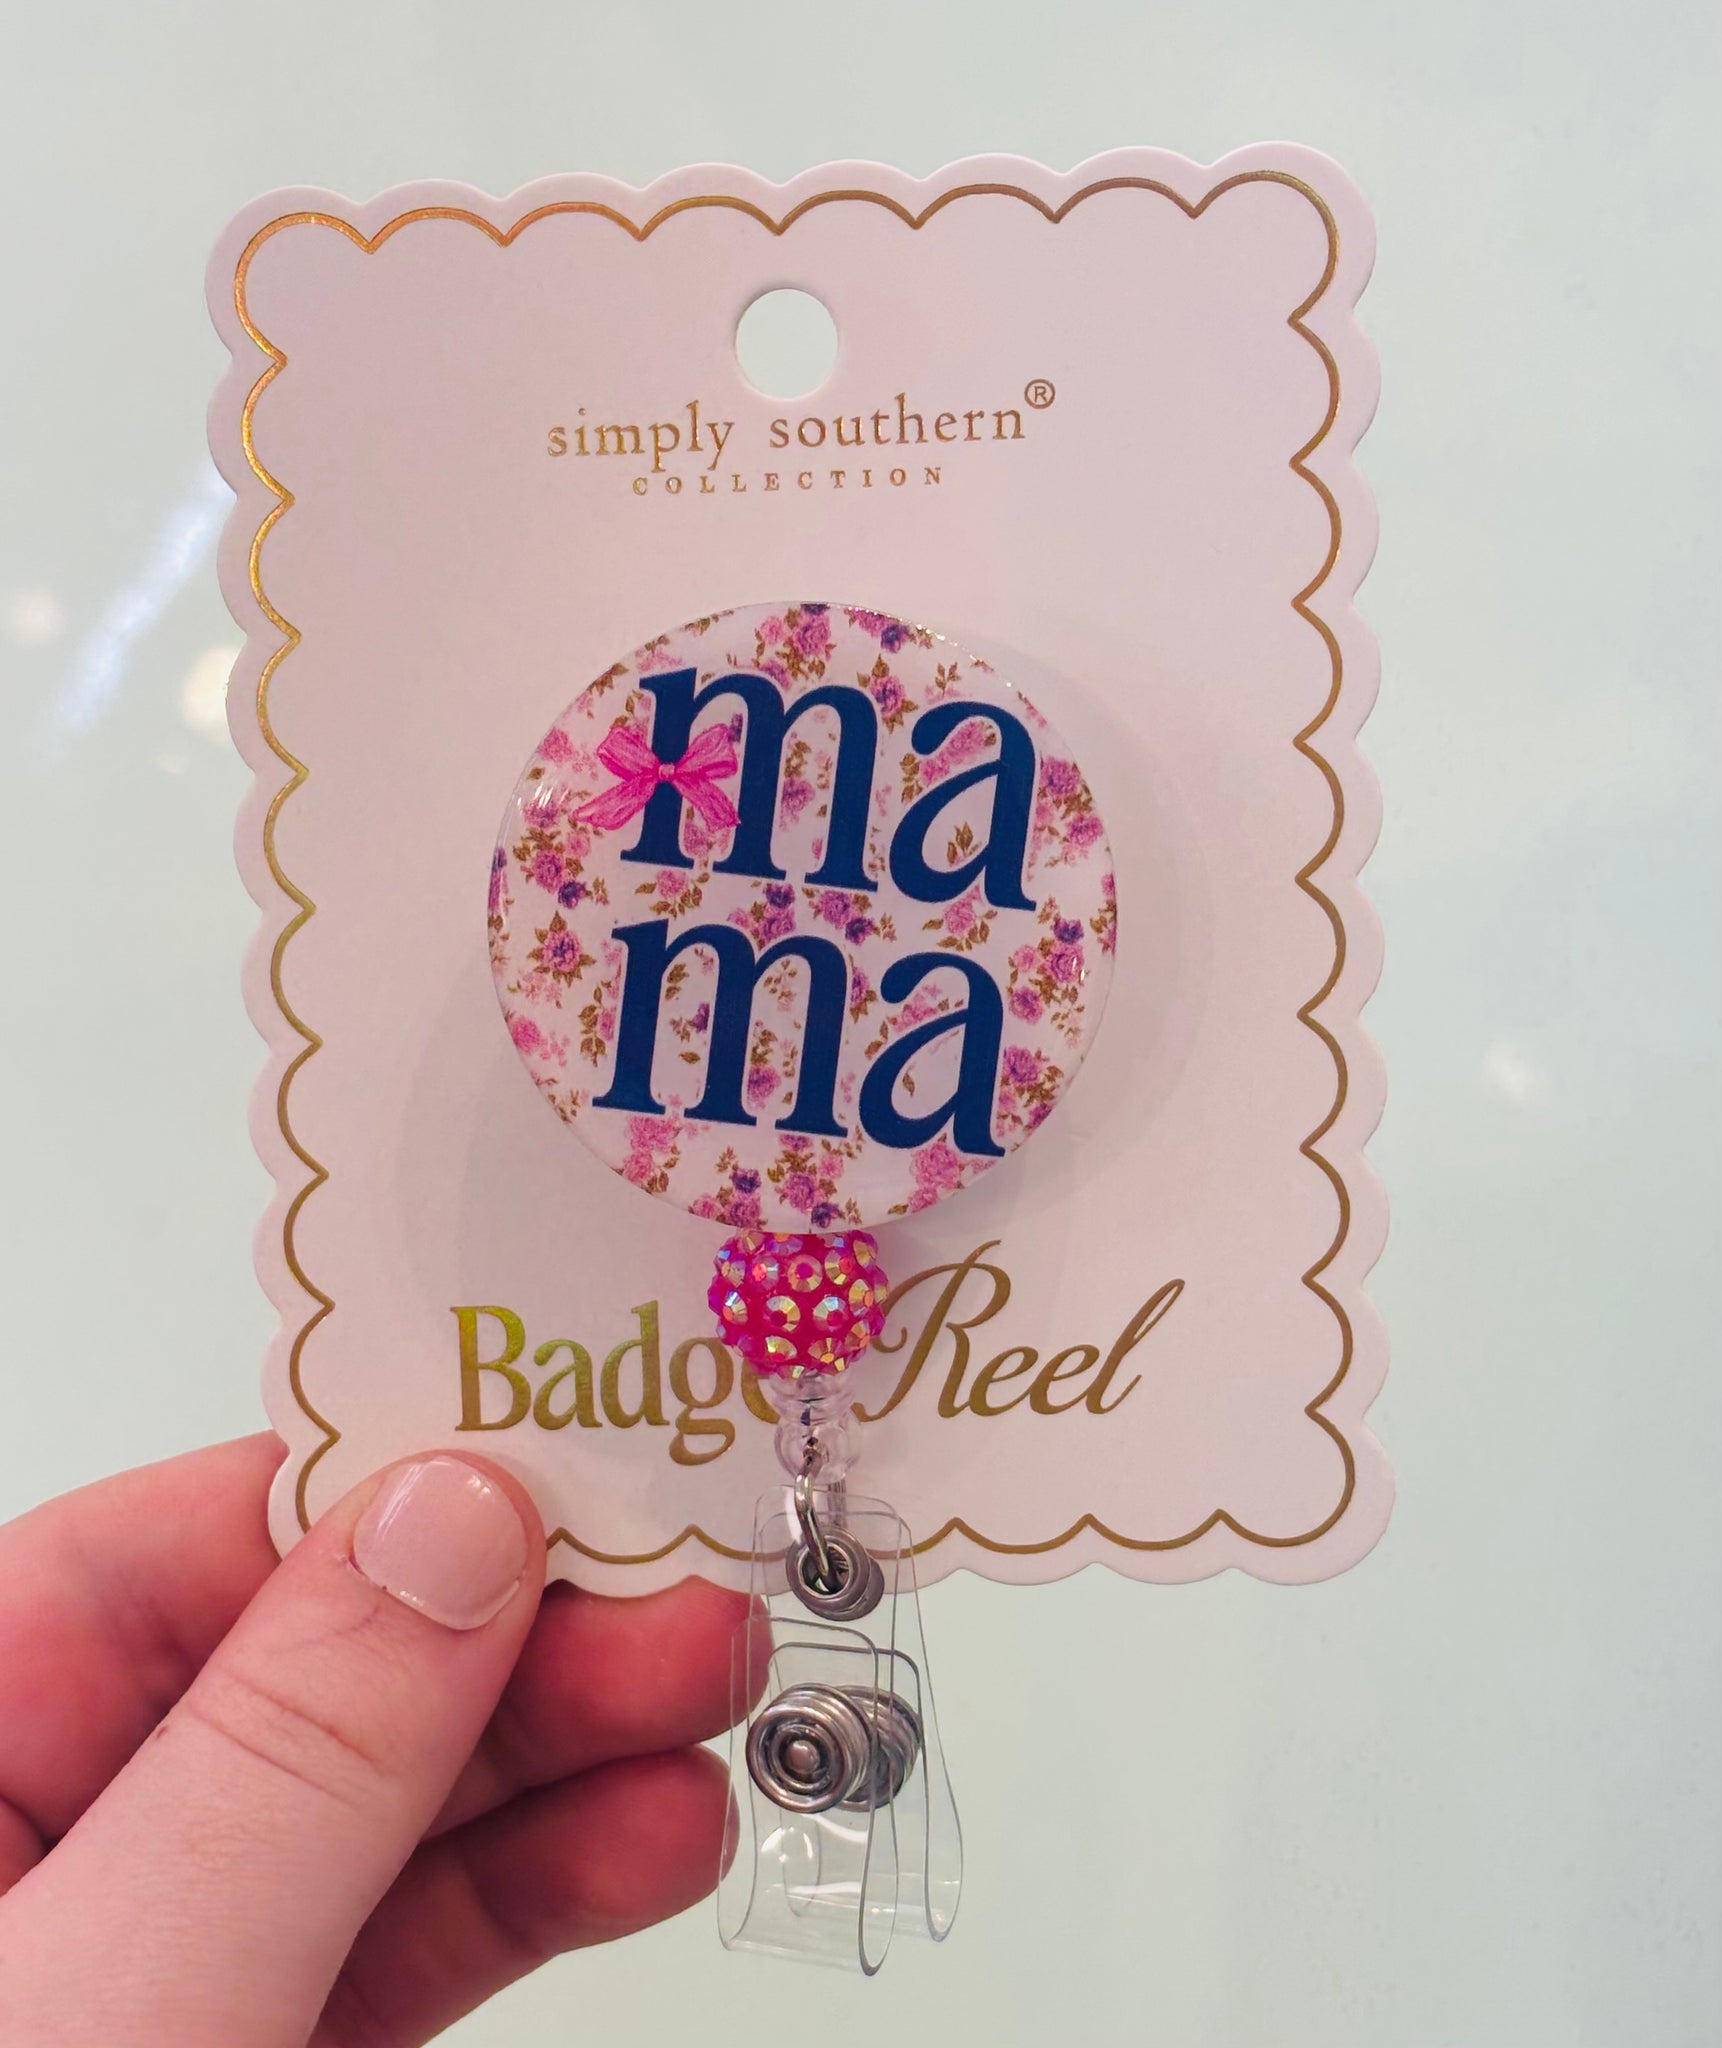 simply southern®
COLLECTION
ma
ma
Badge Reel